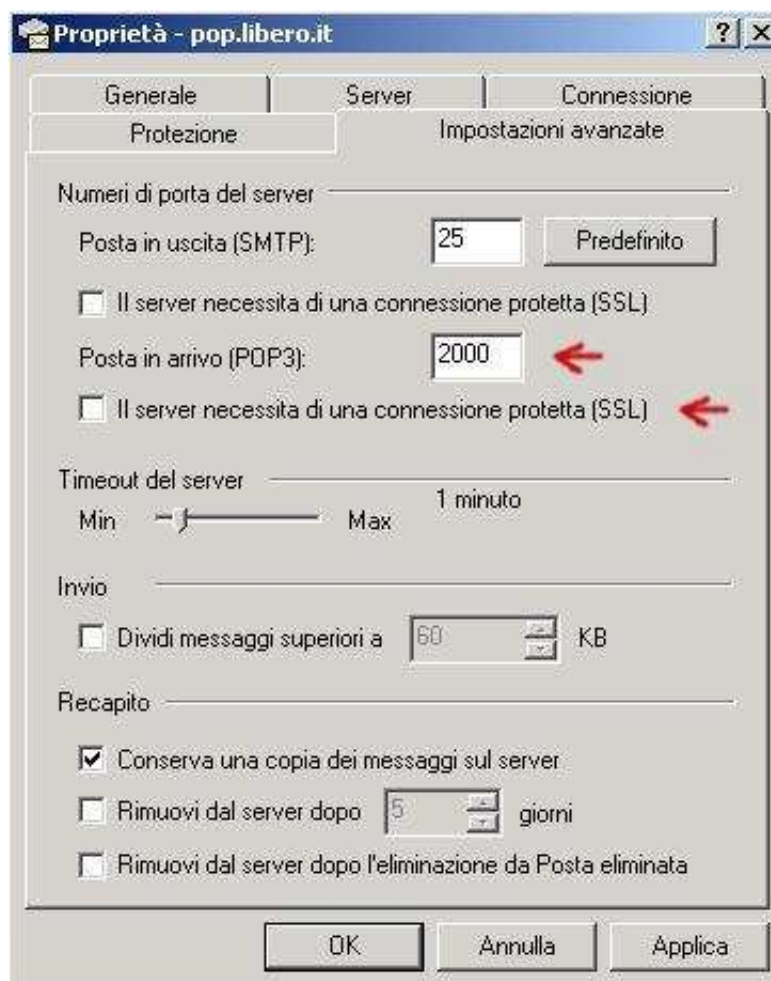 Proprietà - pop.libero.it
Generale Server Connessione
Protezione Impostazioni avanzate
Numeri di porta del server
Posta in uscita (SMTP): 25 Predefinito
Il server necessita di una connessione protetta (SSL)
Posta in arrivo (POP3): 2000
Il server necessita di una connessione protetta (SSL)
Timeout del server
Min Max 1 minuto
Invio
Dividi messaggi superiori a 60 KB
Recapito
Conserva una copia dei messaggi sul server
Rimuovi dal server dopo 5 giorni
Rimuovi dal server dopo l'eliminazione da Posta eliminata
OK Annulla Applica